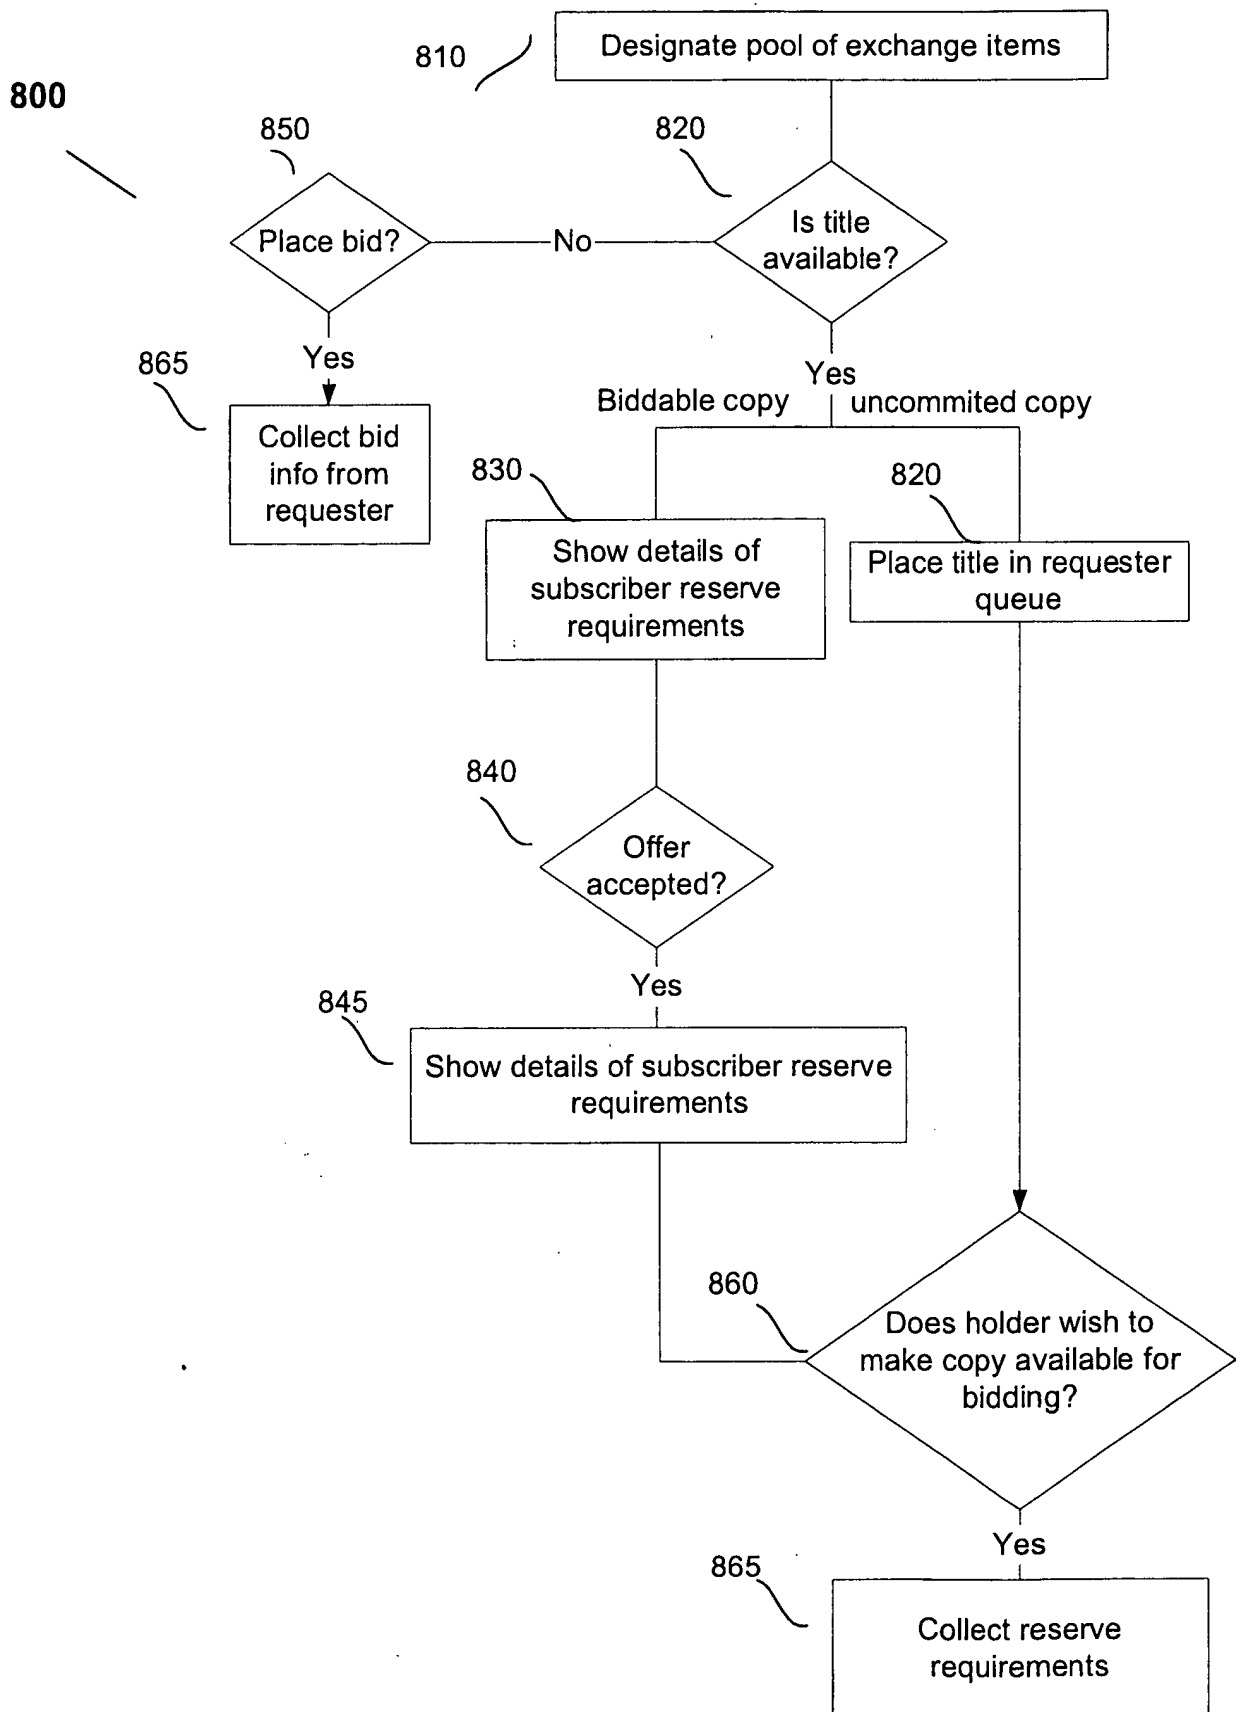 Designate pool of exchange items
810
800
850
820
Place bid?
No
Is title
available?
Yes
865
Yes
Biddable copy
uncommited copy
Collect bid
info from
requester
830
820
Show details of
subscriber reserve
requirements
Place title in requester
queue
840
Offer
accepted?
Yes
845
Show details of subscriber reserve
requirements
860
Does holder wish to
make copy available for
bidding?
Yes
865
Collect reserve
requirements